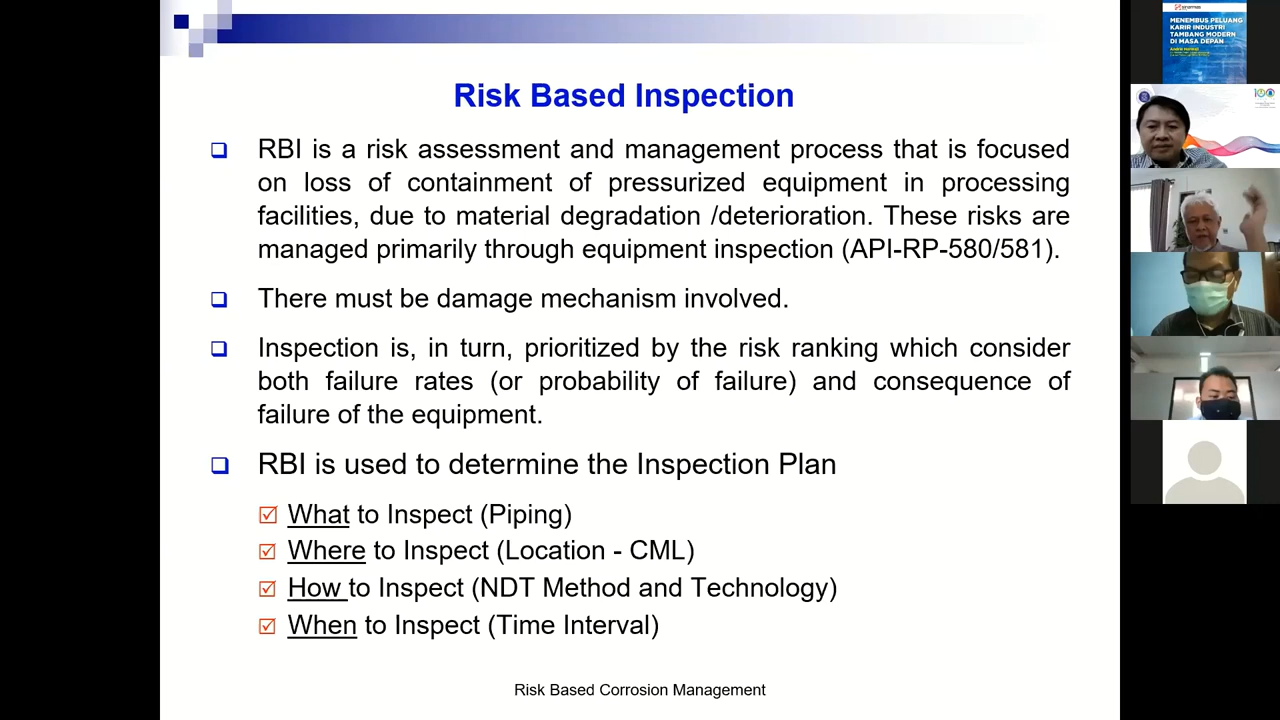 Risk Based Inspection
RBI is a risk assessment and management process that is focused
on loss of containment of pressurized equipment in processing
facilities, due to material degradation /deterioration. These risks are
managed primarily through equipment inspection (API-RP-580/581).
There must be damage mechanism involved.
Inspection is, in turn, prioritized by the risk ranking which consider
both failure rates (or probability of failure) and consequence of
failure of the equipment.
RBI is used to determine the Inspection Plan
What to Inspect (Piping)
Where to Inspect (Location - CML)
How to Inspect (NDT Method and Technology)
When to Inspect (Time Interval)
Risk Based Corrosion Management
sinarmas
MENEMBUS PELUANG
KARIR INDUSTRI
TAMBANG MODERN
DI MASA DEPAN
100